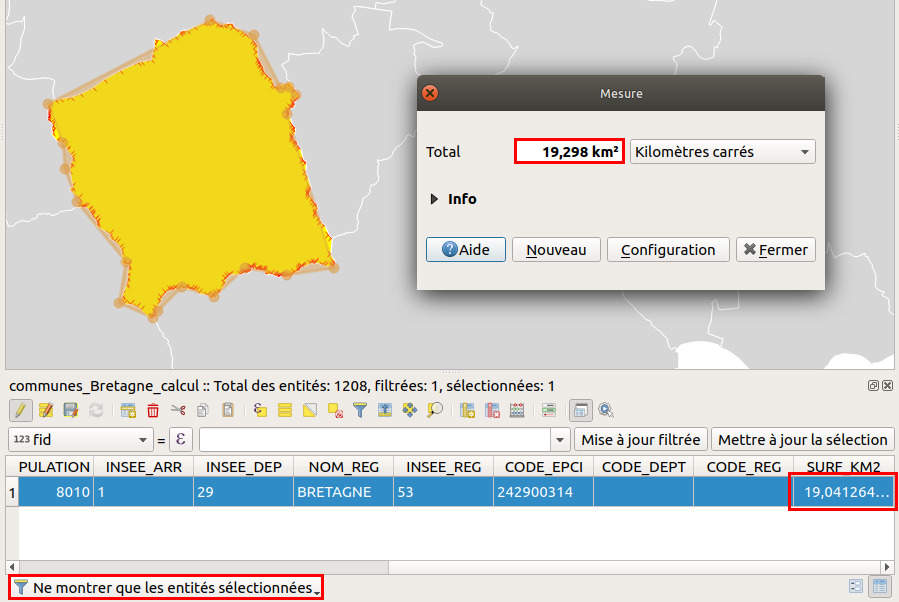 Mesure
Total 19,298 km² Kilomètres carrés
Info
?Aide Nouveau Configuration Fermer
communes_Bretagne_calcul :: Total des entités: 1208, filtrées: 1, sélectionnées: 1
123 fid = ε Mise à jour filtrée Mettre à jour la sélection
PULATION INSEE_ARR INSEE_DEP NOM_REG INSEE_REG CODE_EPCI CODE_DEPT CODE_REG SURF_KM2
1 8010 1 29 BRETAGNE 53 242900314 19,041264...
Ne montrer que les entités sélectionnées